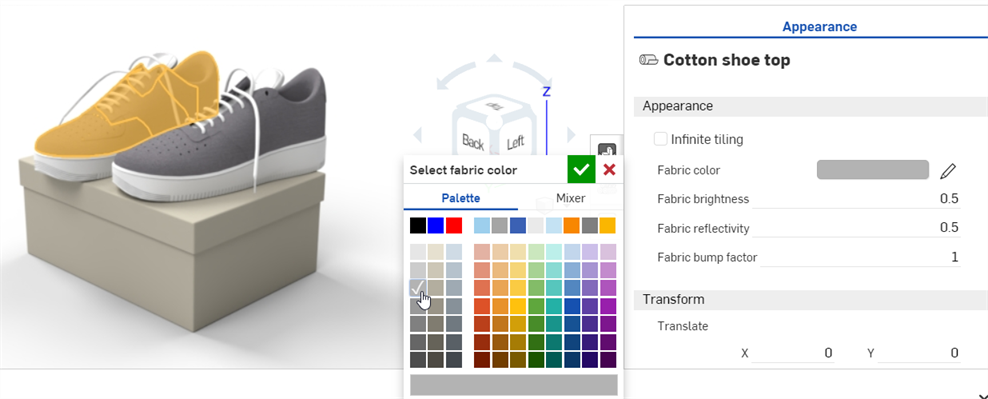 Appearance
Cotton shoe top
Appearance
Infinite tiling
Fabric color
Fabric brightness 0.5
Fabric reflectivity 0.5
Fabric bump factor 1
Transform
Translate
X 0 Y 0
Z
Back Left
Select fabric color
Palette Mixer